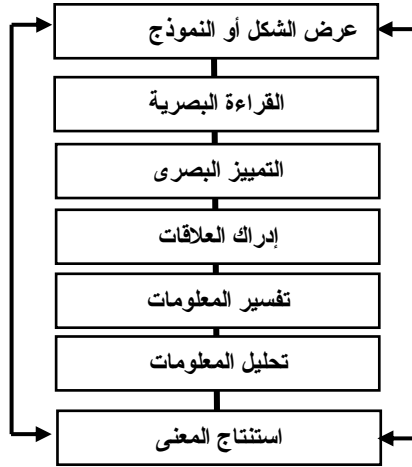 عرض الشكل أو النموذج
القراءة البصرية
التمييز البصرى
إدراك العلاقات
تفسير المعلومات
تحليل المعلومات
استنتاج المعنى